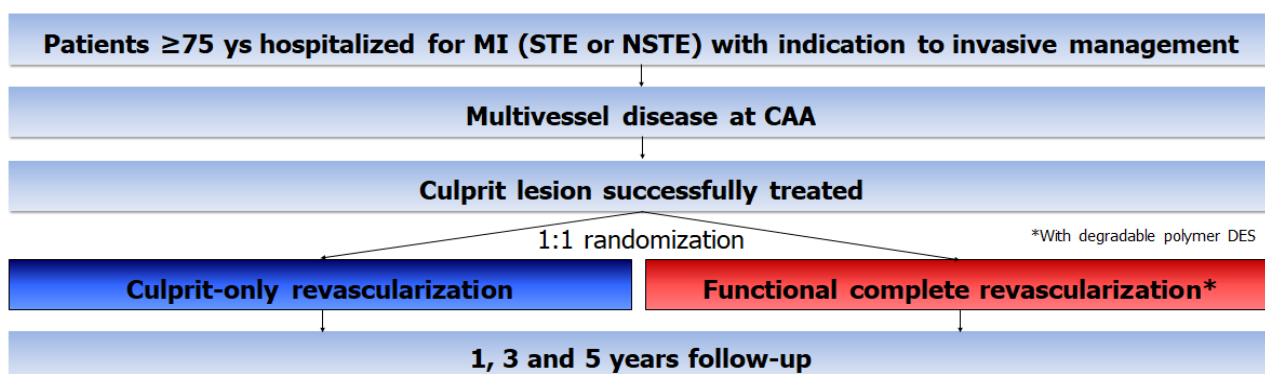 Patients ≥75 ys hospitalized for MI (STE or NSTE) with indication to invasive management
Multivessel disease at CAA
Culprit lesion successfully treated
1:1 randomization
*With degradable polymer DES
Culprit-only revascularization
Functional complete revascularization*
1, 3 and 5 years follow-up